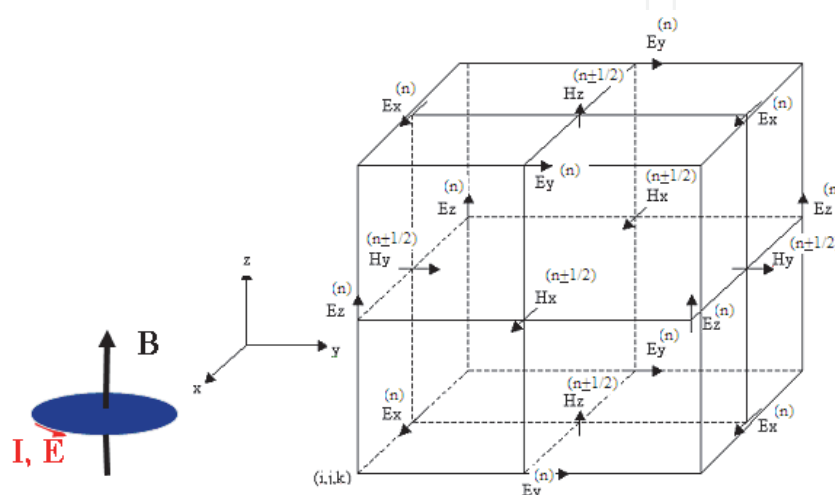 (n)
Ey
(n)
Ex
(n±1/2)
Hz
(n)
Ex
Ey
(n)
(n)
Ez
(n±1/2)
Hx
(n)
Ez
(n±1/2)
Hy
(n±1/2)
Hy
(n±1/2)
Hx
(n)
Ez
Ez
(n)
(n)
Ey
(n)
Ex
(n±1/2)
Hz
(n)
Ex
(i,j,k)
Ey
(n)
z
y
x
B
I, E